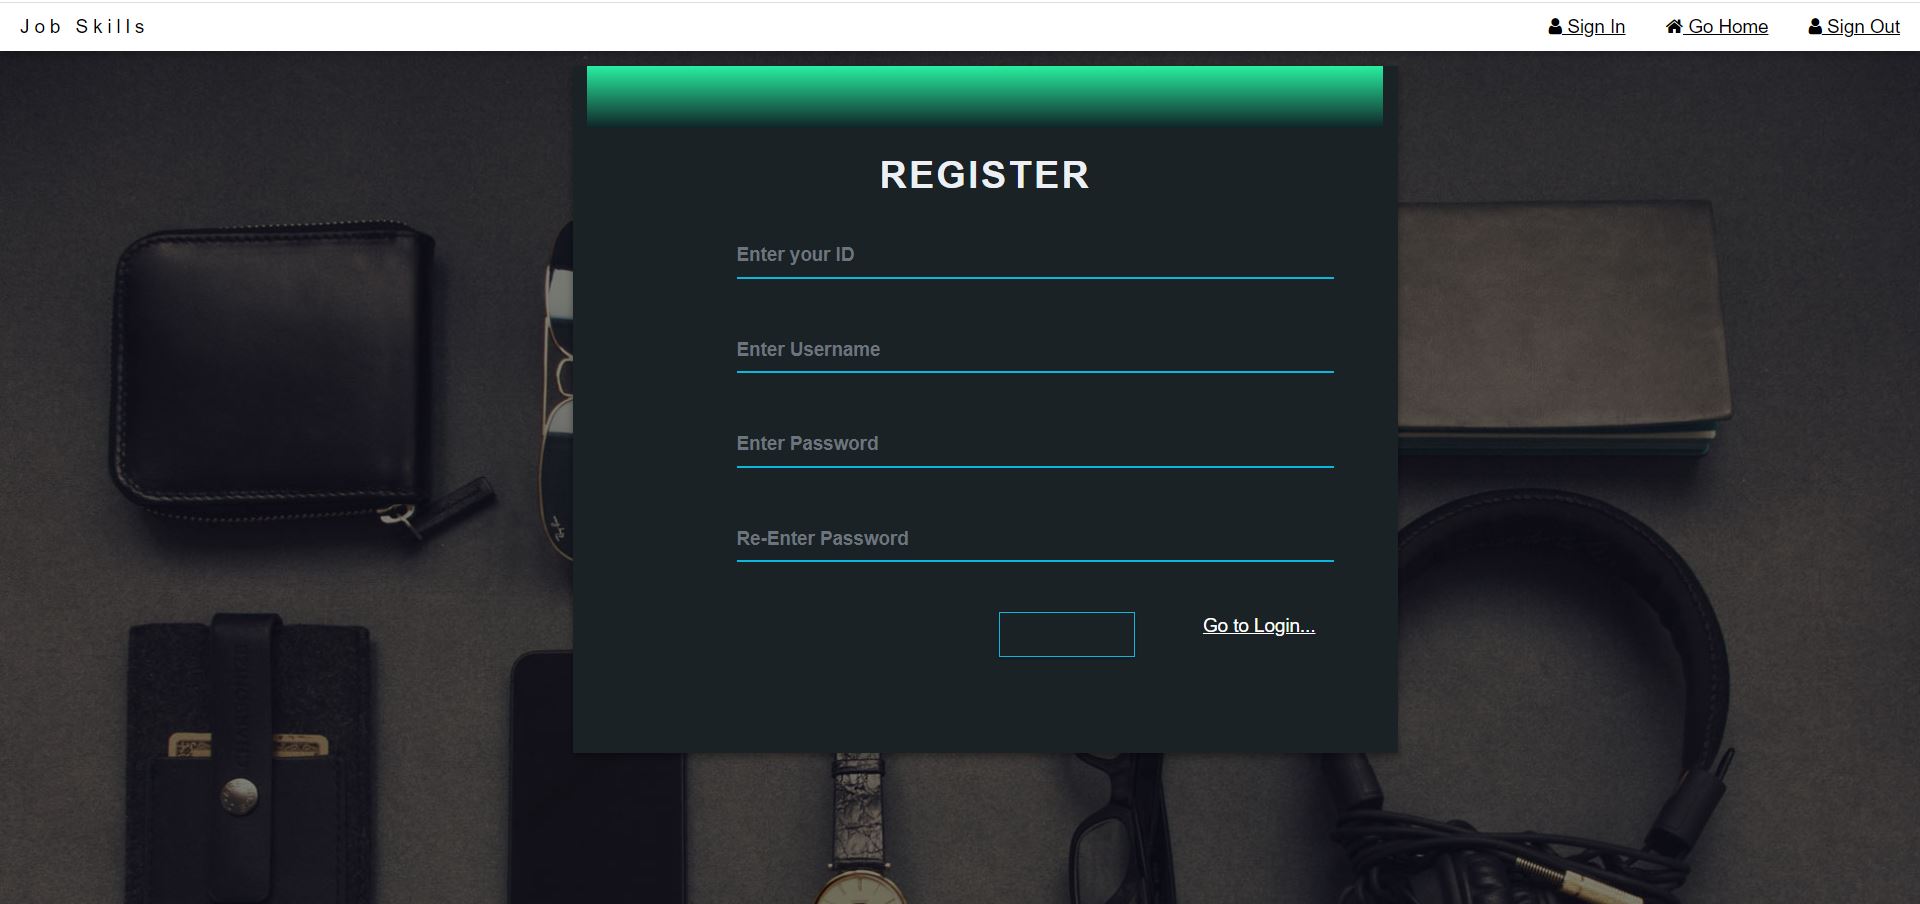 Job Skills
Sign In
Go Home
Sign Out
REGISTER
Enter your ID
Enter Username
Enter Password
Re-Enter Password
Go to Login...